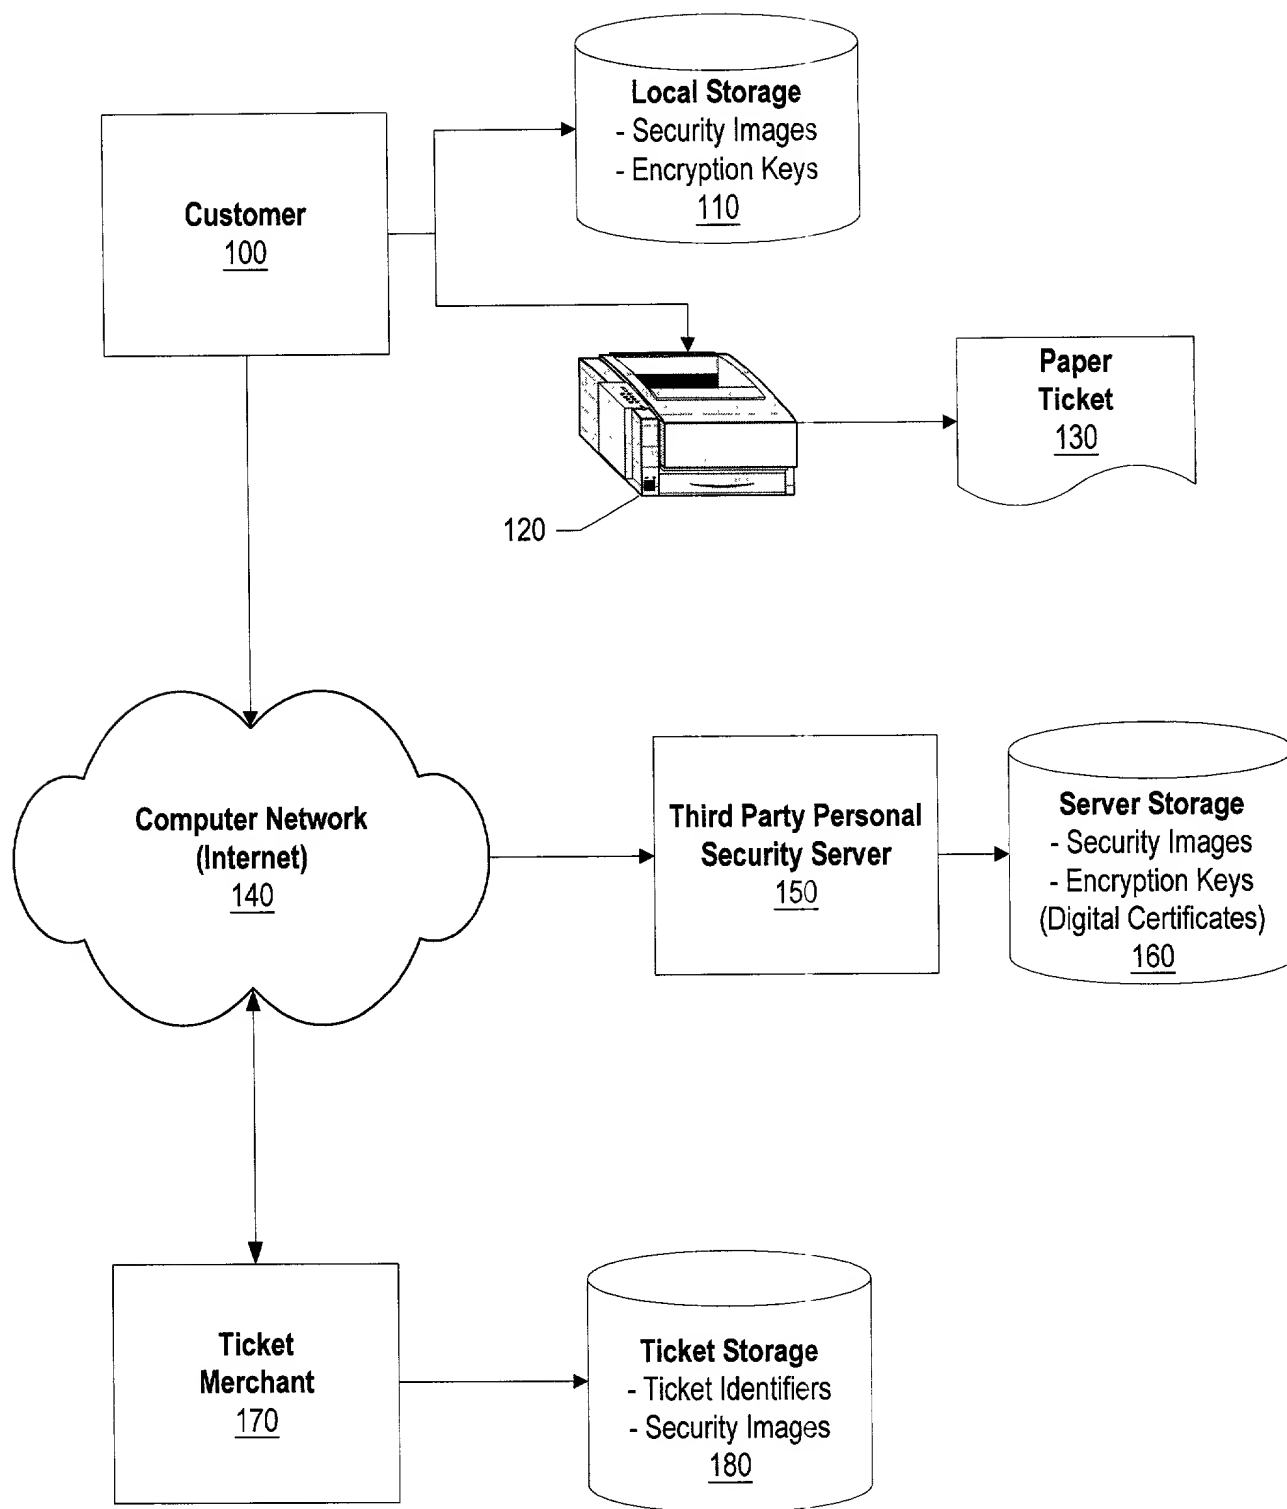 Local Storage
- Security Images
- Encryption Keys
110
Customer
100
Paper
Ticket
130
120
Computer Network
(Internet)
140
Third Party Personal
Security Server
150
Server Storage
- Security Images
- Encryption Keys
(Digital Certificates)
160
Ticket
Merchant
170
Ticket Storage
- Ticket Identifiers
- Security Images
180